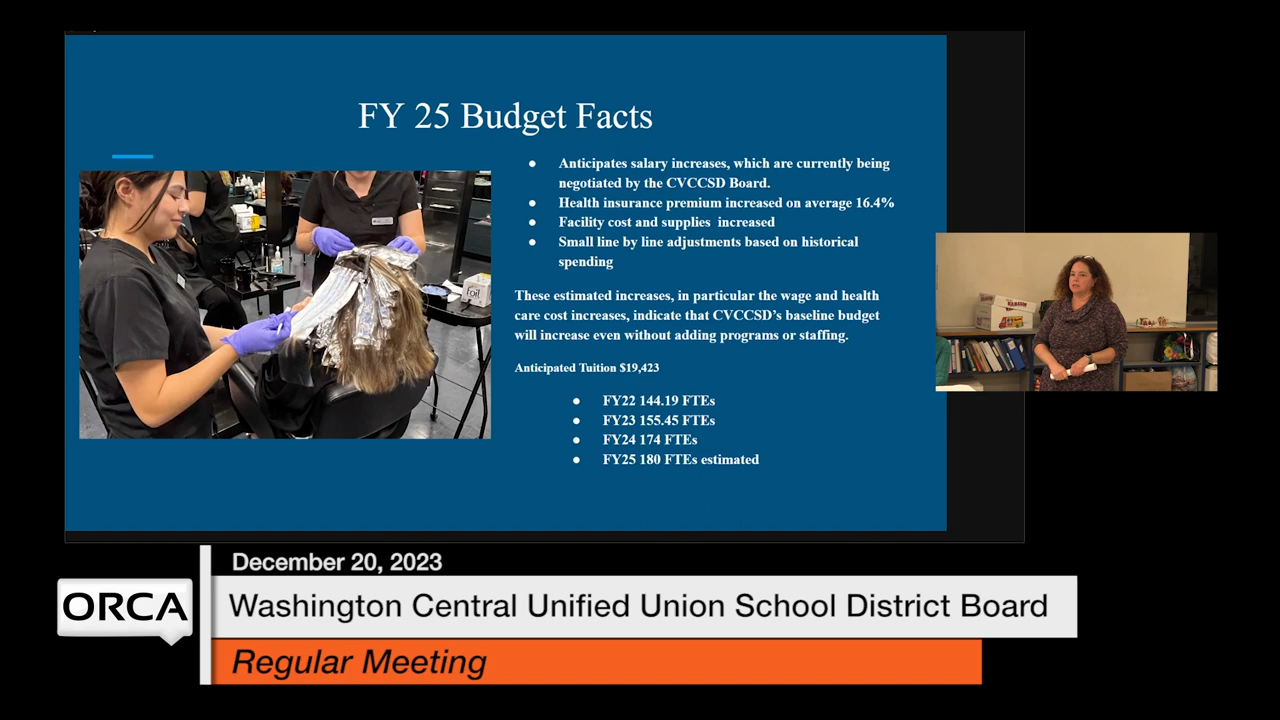 FY 25 Budget Facts
● Anticipates salary increases, which are currently being
negotiated by the CVCCSD Board.
● Health insurance premium increased on average 16.4%
● Facility cost and supplies increased
● Small line by line adjustments based on historical
spending
These estimated increases, in particular the wage and health
care cost increases, indicate that CVCCSD's baseline budget
will increase even without adding programs or staffing.
Anticipated Tuition $19,423
● FY22 144.19 FTEs
● FY23 155.45 FTEs
● FY24 174 FTEs
● FY25 180 FTEs estimated
foil
December 20, 2023
ORCA
Washington Central Unified Union School District Board
Regular Meeting